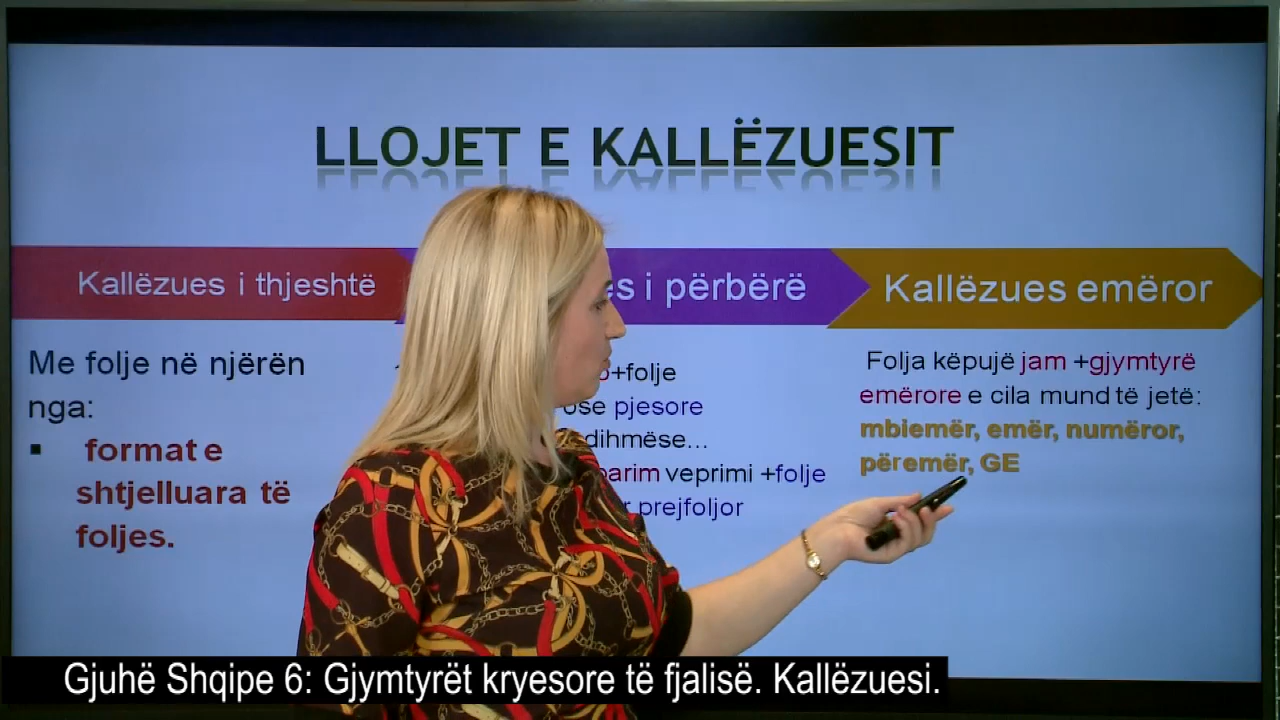 LLOJET E KALLËZUESIT
Kallëzues i thjeshtë
i përbërë
Kallëzues emëror
Me folje në njërën
nga:
▪ format e
shtjelluara të
foljes.
+folje
ose pjesore
ndihmëse...
veprimi +folje
prejfoljor
Folja këpujë jam +gjymtyrë
emërore e cila mund të jetë:
mbiemër, emër, numëror,
përemër, GE
Gjuhë Shqipe 6: Gjymtyrët kryesore të fjalisë. Kallëzuesi.